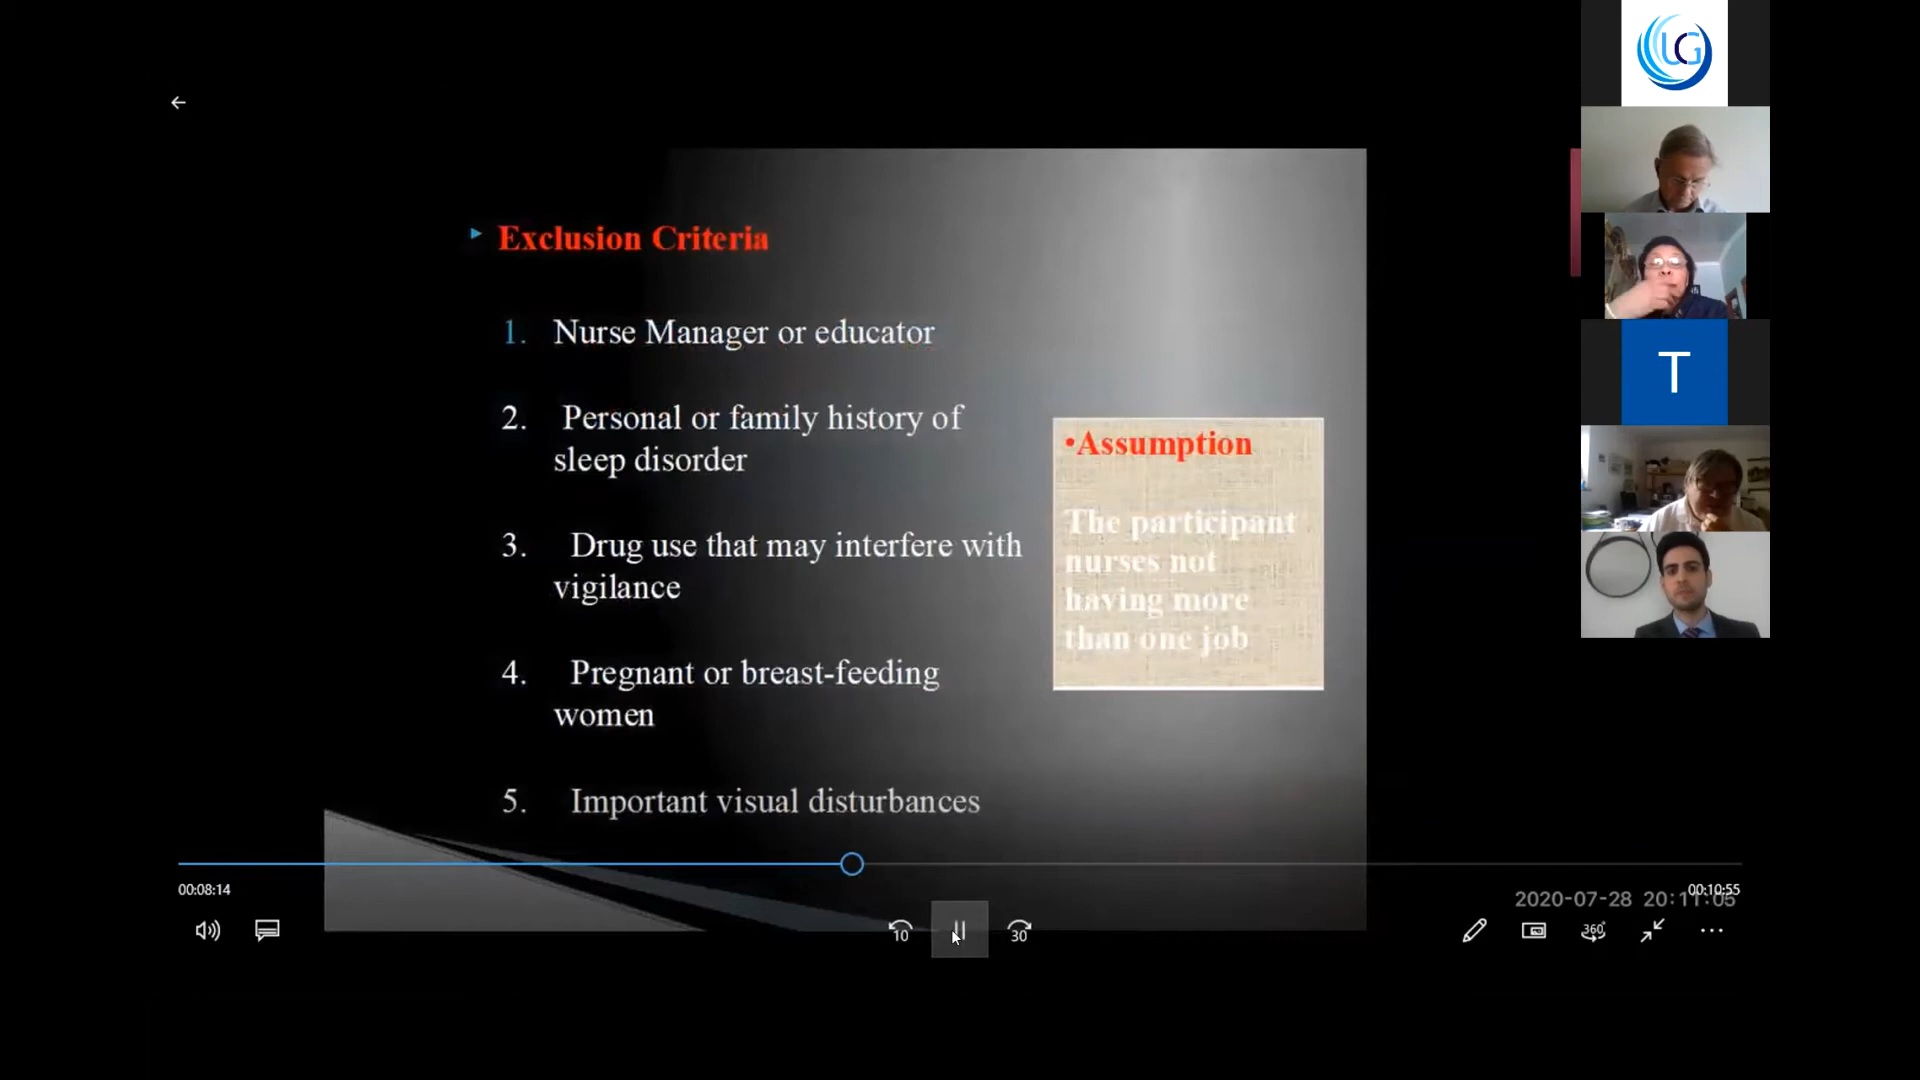 UG
Exclusion Criteria
1. Nurse Manager or educator
2. Personal or family history of
sleep disorder
3. Drug use that may interfere with
vigilance
4. Pregnant or breast-feeding
women
5. Important visual disturbances
•Assumption
The participant
nurses not
having more
than one job
T
00:08:14
00:10:55
2020-07-28 20:11:05
10
30
360°